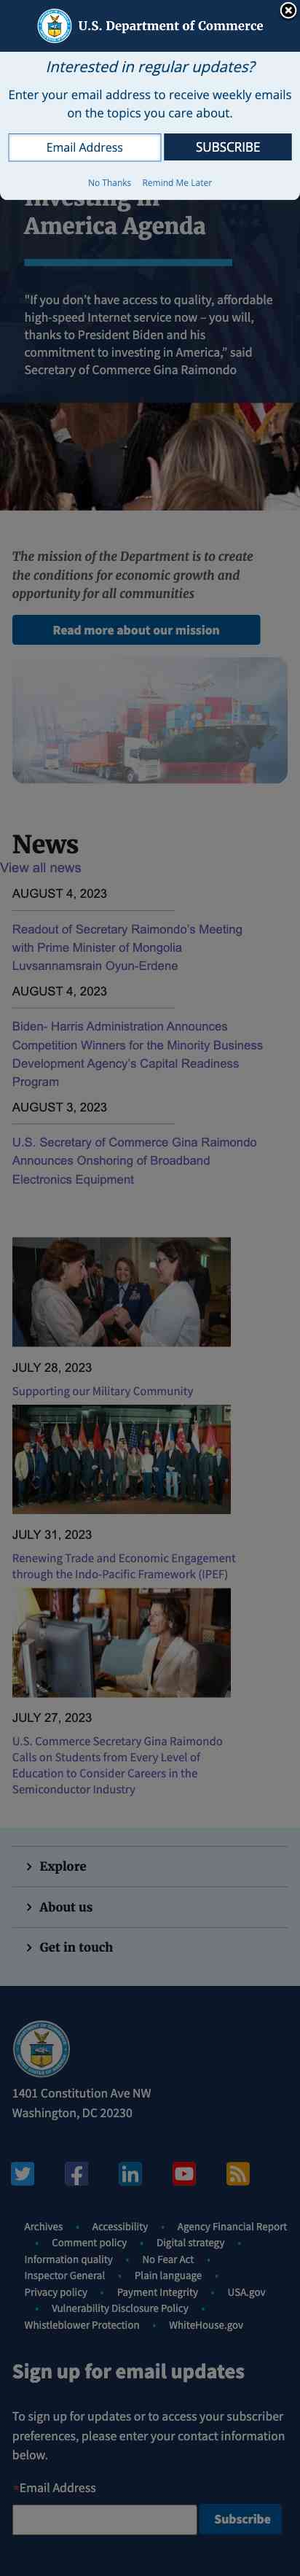 U.S. Department of Commerce
Interested in regular updates?
Enter your email address to receive weekly emails
on the topics you care about.
Email Address
SUBSCRIBE
No Thanks Remind Me Later
Investing in
America Agenda
"If you don't have access to quality, affordable
high-speed Internet service now – you will,
thanks to President Biden and his
commitment to investing in America," said
Secretary of Commerce Gina Raimondo
The mission of the Department is to create
the conditions for economic growth and
opportunity for all communities
Read more about our mission
News
View all news
AUGUST 4, 2023
Readout of Secretary Raimondo's Meeting
with Prime Minister of Mongolia
Luvsannamsrain Oyun-Erdene
AUGUST 4, 2023
Biden- Harris Administration Announces
Competition Winners for the Minority Business
Development Agency's Capital Readiness
Program
AUGUST 3, 2023
U.S. Secretary of Commerce Gina Raimondo
Announces Onshoring of Broadband
Electronics Equipment
JULY 28, 2023
Supporting our Military Community
JULY 31, 2023
Renewing Trade and Economic Engagement
through the Indo-Pacific Framework (IPEF)
JULY 27, 2023
U.S. Commerce Secretary Gina Raimondo
Calls on Students from Every Level of
Education to Consider Careers in the
Semiconductor Industry
Explore
About us
Get in touch
1401 Constitution Ave NW
Washington, DC 20230
Archives • Accessibility • Agency Financial Report
• Comment policy • Digital strategy •
Information quality • No Fear Act •
Inspector General • Plain language •
Privacy policy • Payment Integrity • USA.gov
• Vulnerability Disclosure Policy •
Whistleblower Protection • WhiteHouse.gov
Sign up for email updates
To sign up for updates or to access your subscriber
preferences, please enter your contact information
below.
*Email Address
Subscribe